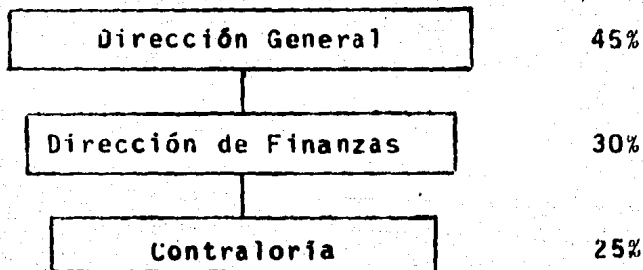 Dirección General 45%
Dirección de Finanzas 30%
Contraloría 25%